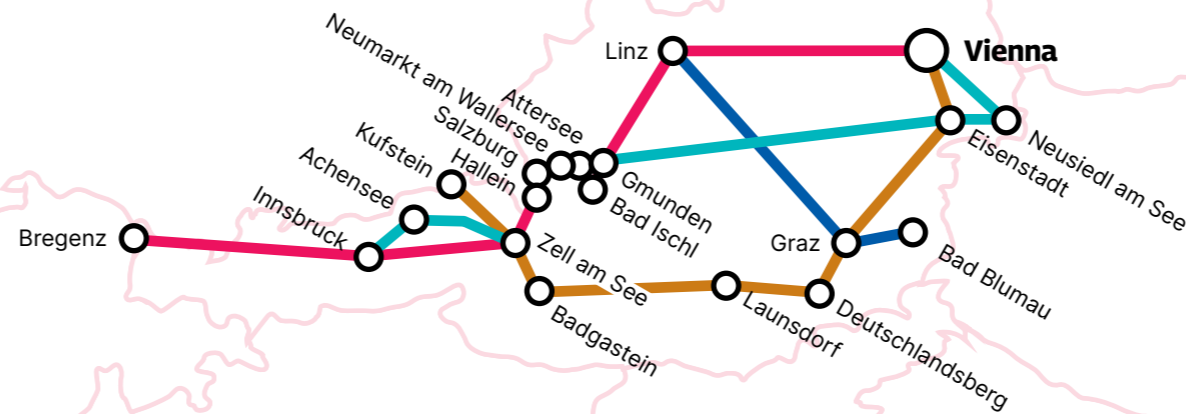 Linz
Vienna
Attersee
Neumarkt am Wallersee
Salzburg
Kufstein
Hallein
Achensee
Innsbruck
Bregenz
Zell am See
Badgastein
Gmunden
Bad Ischl
Launsdorf
Deutschlandsberg
Graz
Bad Blumau
Eisenstadt
Neusiedl am See